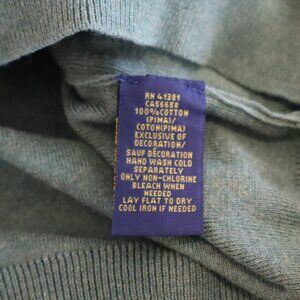 RN 41381
CA56658
100%COTTON
(PIMA)/
COTON(PIMA)
EXCLUSIVE OF
DECORATION/
SAUF DÉCORATION
HAND WASH COLD
SEPARATELY
ONLY NON-CHLORINE
BLEACH WHEN
NEEDED
LAY FLAT TO DRY
COOL IRON IF NEEDED